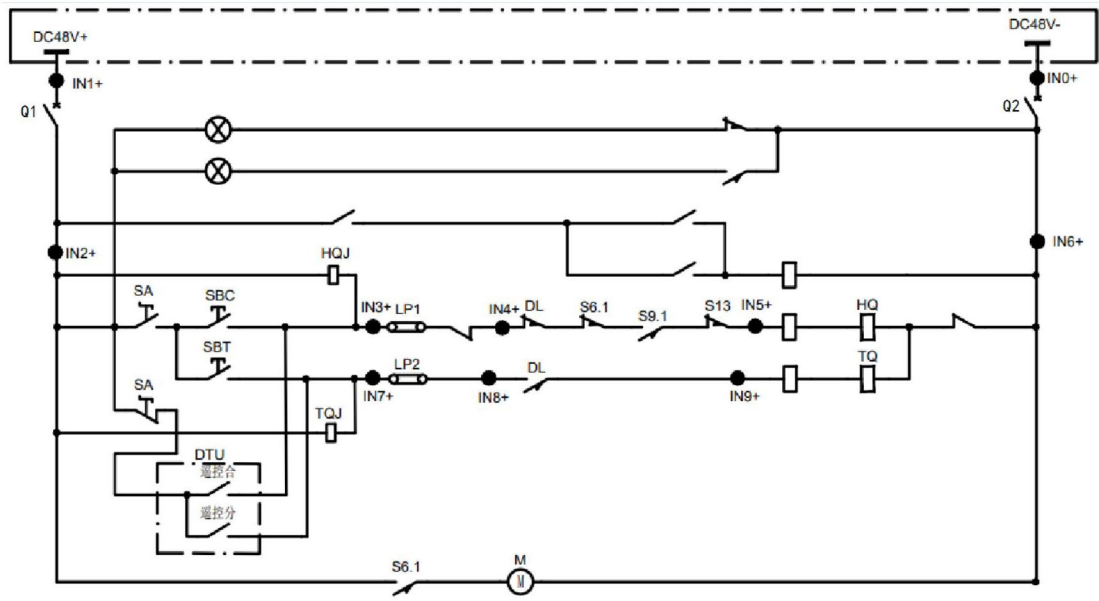 DC48V+
DC48V-
IN1+
IN0+
Q1
Q2
IN2+
IN6+
HQJ
SA
SBC
IN3+
LP1
IN4+
DL
S6.1
S9.1
S13
IN5+
HQ
SBT
LP2
DL
TQ
SA
IN7+
IN8+
IN9+
TQJ
DTU
遥控合
遥控分
S6.1
M
M